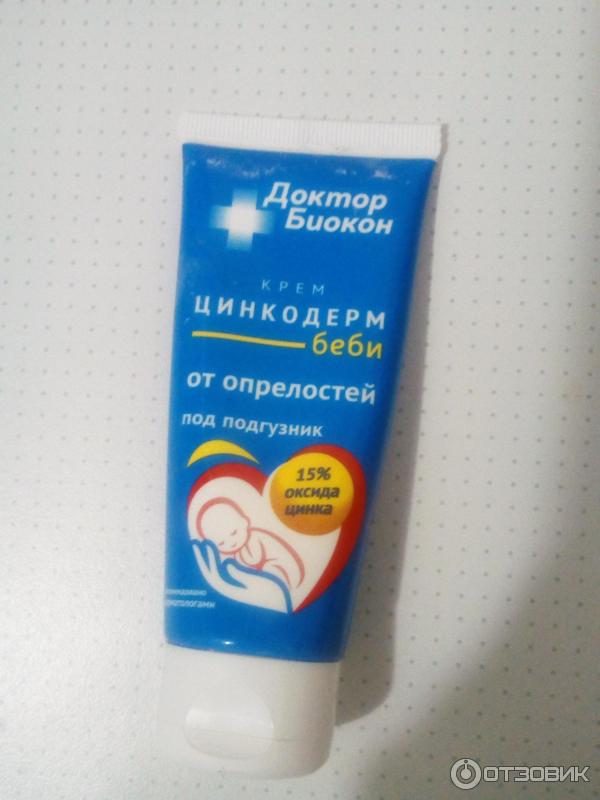 Доктор
Биокон
КРЕМ
ЦИНКОДЕРМ
беби
от опрелостей
под подгузник
15%
оксида
цинка
ОТЗОВИК